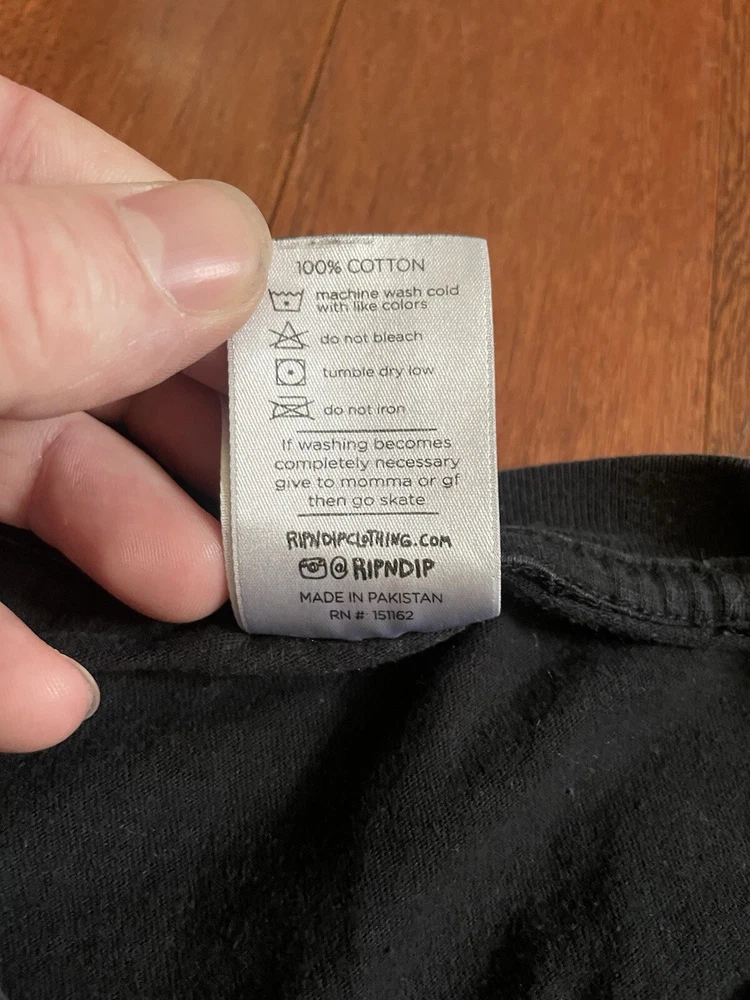 100% COTTON
machine wash cold
with like colors
do not bleach
tumble dry low
do not iron
If washing becomes
completely necessary
give to momma or gf
then go skate
RIPNDIPCLOTHING.COM
@RIPNDIP
MADE IN PAKISTAN
RN # 151162